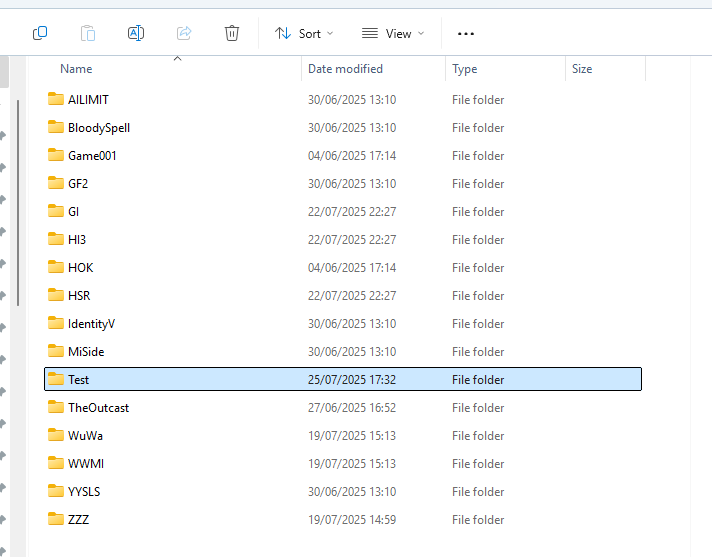 Sort View
Name Date modified Type Size
AILIMIT 30/06/2025 13:10 File folder
BloodySpell 30/06/2025 13:10 File folder
Game001 04/06/2025 17:14 File folder
GF2 30/06/2025 13:10 File folder
GI 22/07/2025 22:27 File folder
HI3 22/07/2025 22:27 File folder
HOK 04/06/2025 17:14 File folder
HSR 22/07/2025 22:27 File folder
IdentityV 30/06/2025 13:10 File folder
MiSide 30/06/2025 13:10 File folder
Test 25/07/2025 17:32 File folder
TheOutcast 27/06/2025 16:52 File folder
WuWa 19/07/2025 15:13 File folder
WWMI 19/07/2025 15:13 File folder
YYSLS 30/06/2025 13:10 File folder
ZZZ 19/07/2025 14:59 File folder